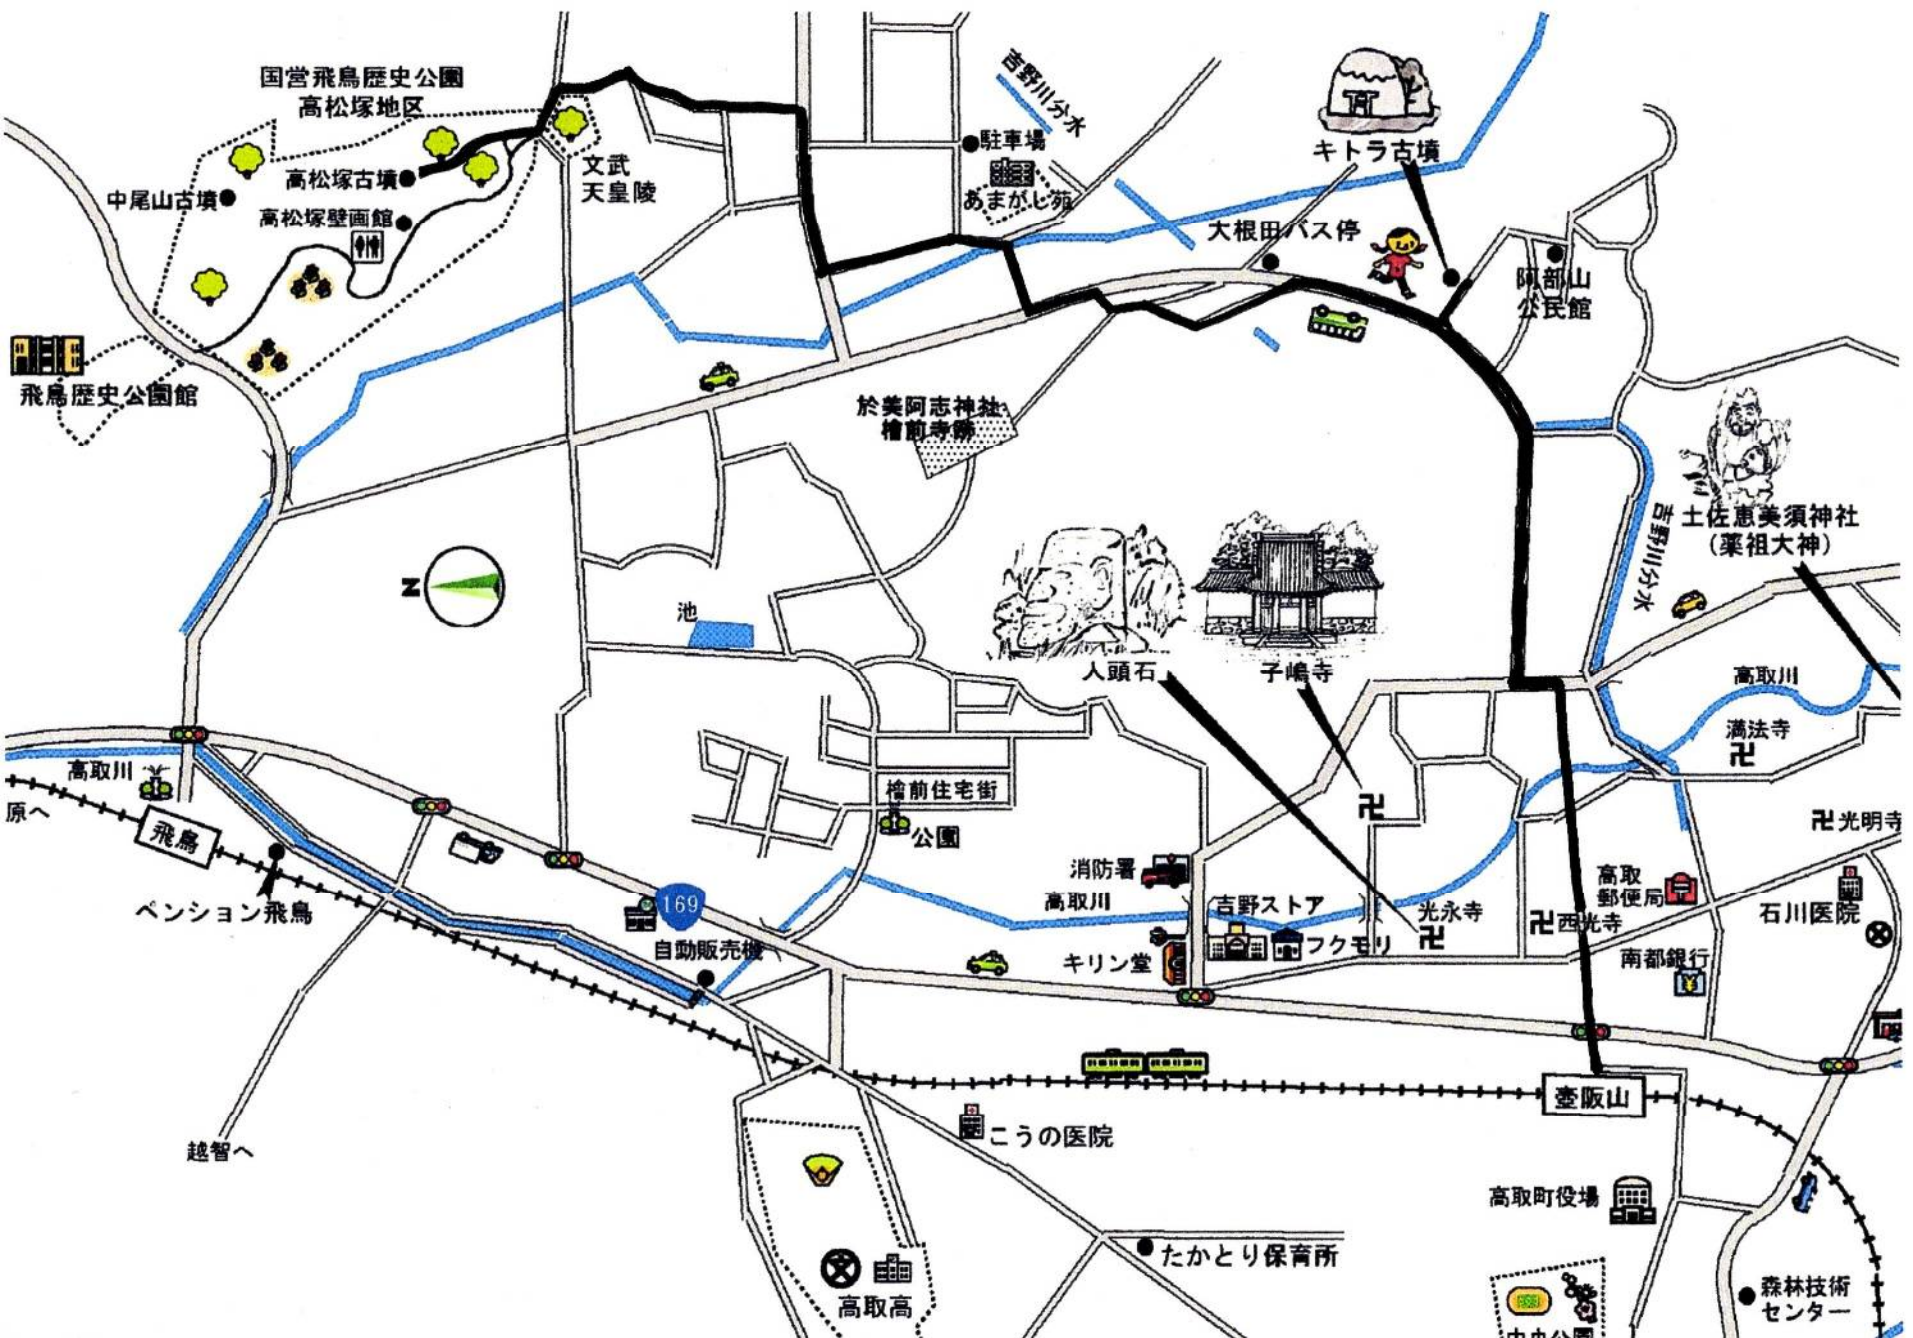 国営飛鳥歴史公園
高松塚地区
吉野川分水
駐車場
あまがし苑
キトラ古墳
文武
天皇陵
高松塚古墳
中尾山古墳
高松塚壁画館
大根田バス停
阿部山
公民館
飛鳥歴史公園館
於美阿志神社
檜前寺跡
土佐恵美須神社
(薬祖大神)
吉野川分水
N
池
人頭石
子嶋寺
高取川
満法寺
高取川
原へ
飛鳥
檜前住宅街
公園
光明寺
ペンション飛鳥
169
自動販売機
消防署
高取川
吉野ストア
フクモリ
キリン堂
光永寺
西光寺
高取
郵便局
石川医院
南都銀行
越智へ
壺阪山
こうの医院
高取町役場
たかとり保育所
高取高
森林技術
センター
中央公園